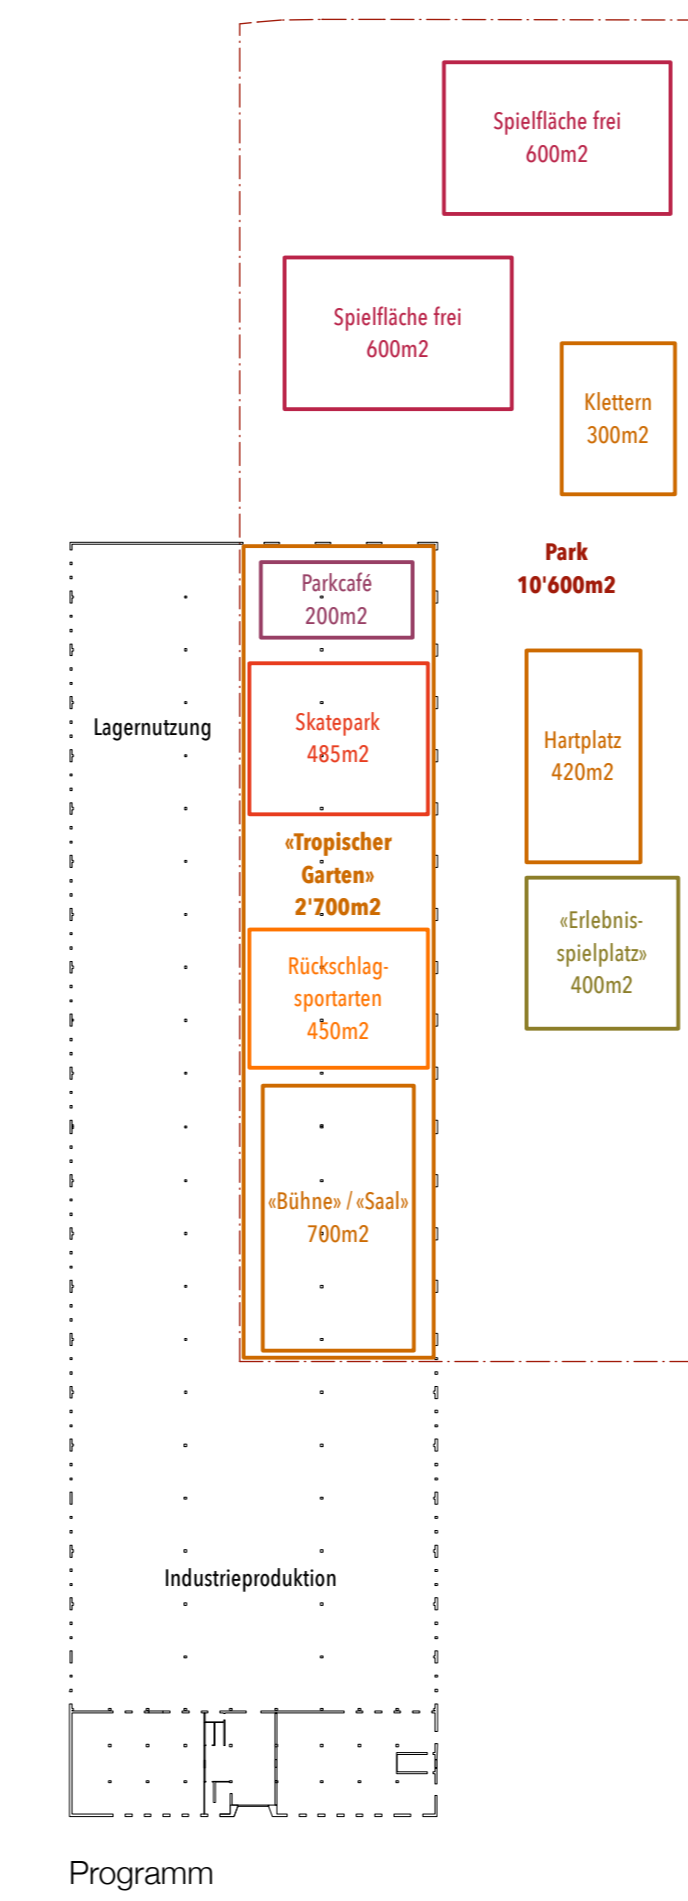 Spielfläche frei
600m2
Spielfläche frei
600m2
Klettern
300m2
Park
10'600m2
Parkcafé
200m2
Lagernutzung
Skatepark
485m2
Hartplatz
420m2
«Tropischer
Garten»
2'700m2
«Erlebnis-
spielplatz»
400m2
Rückschlag-
sportarten
450m2
«Bühne» / «Saal»
700m2
Industrieproduktion
Programm